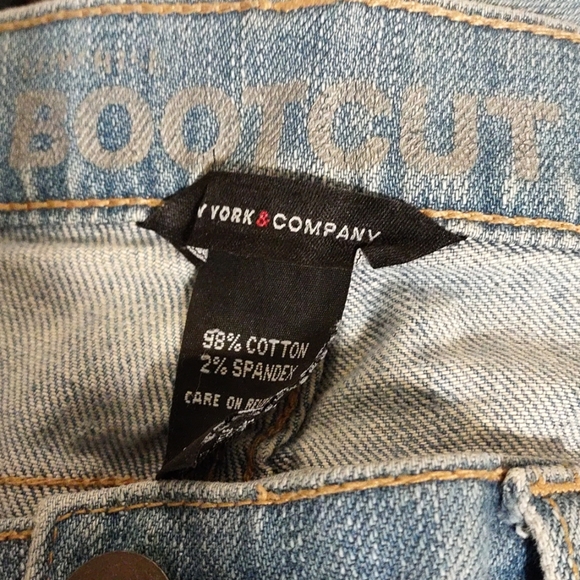 BOOTCUT
Y YORK & COMPANY
98% COTTON
2% SPANDEX
CARE ON